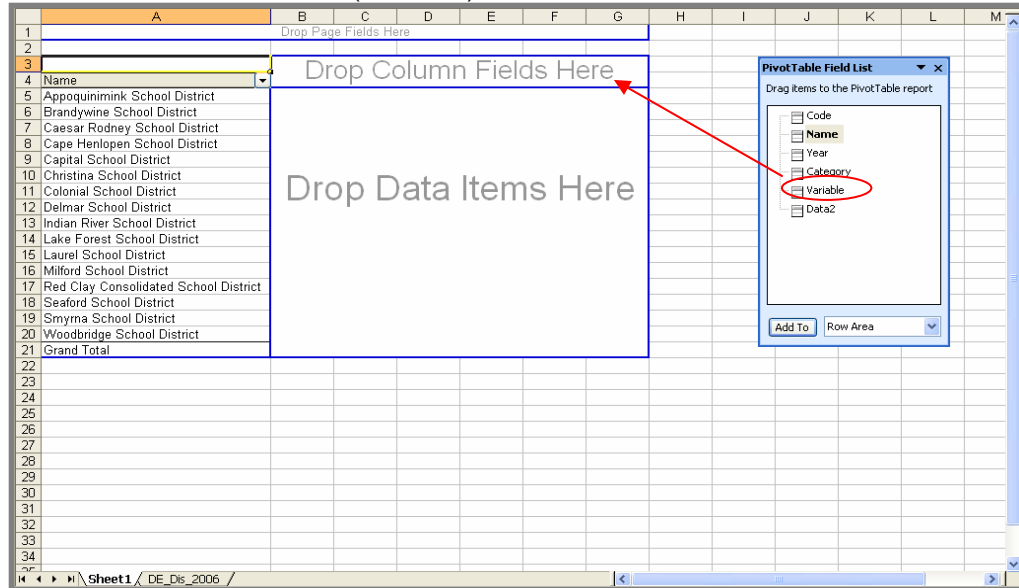 A B C D E F G H I J K L M
1 Drop Page Fields Here
2
3 Drop Column Fields Here
4 Name
5 Appoquinimink School District
6 Brandywine School District
7 Caesar Rodney School District
8 Cape Henlopen School District
9 Capital School District
10 Christina School District
11 Colonial School District
12 Delmar School District
13 Indian River School District
14 Lake Forest School District
15 Laurel School District
16 Milford School District
17 Red Clay Consolidated School District
18 Seaford School District
19 Smyrna School District
20 Woodbridge School District
21 Grand Total
Drop Data Items Here
22
23
24
25
26
27
28
29
30
31
32
33
34
PivotTable Field List
Drag items to the PivotTable report
Code
Name
Year
Category
Variable
Data2
Add To Row Area
Sheet1 DE_Dis_2006